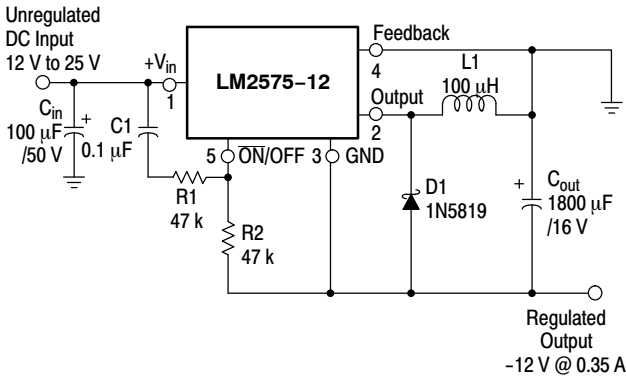 Unregulated
DC Input
12 V to 25 V
+Vin
1
LM2575-12
Feedback
4
L1
100 μH
Output
2
Cin
100 μF
/50 V
+
C1
0.1 μF
5
ON/OFF
3
GND
R1
47 k
R2
47 k
D1
1N5819
+
Cout
1800 μF
/16 V
Regulated
Output
-12 V @ 0.35 A